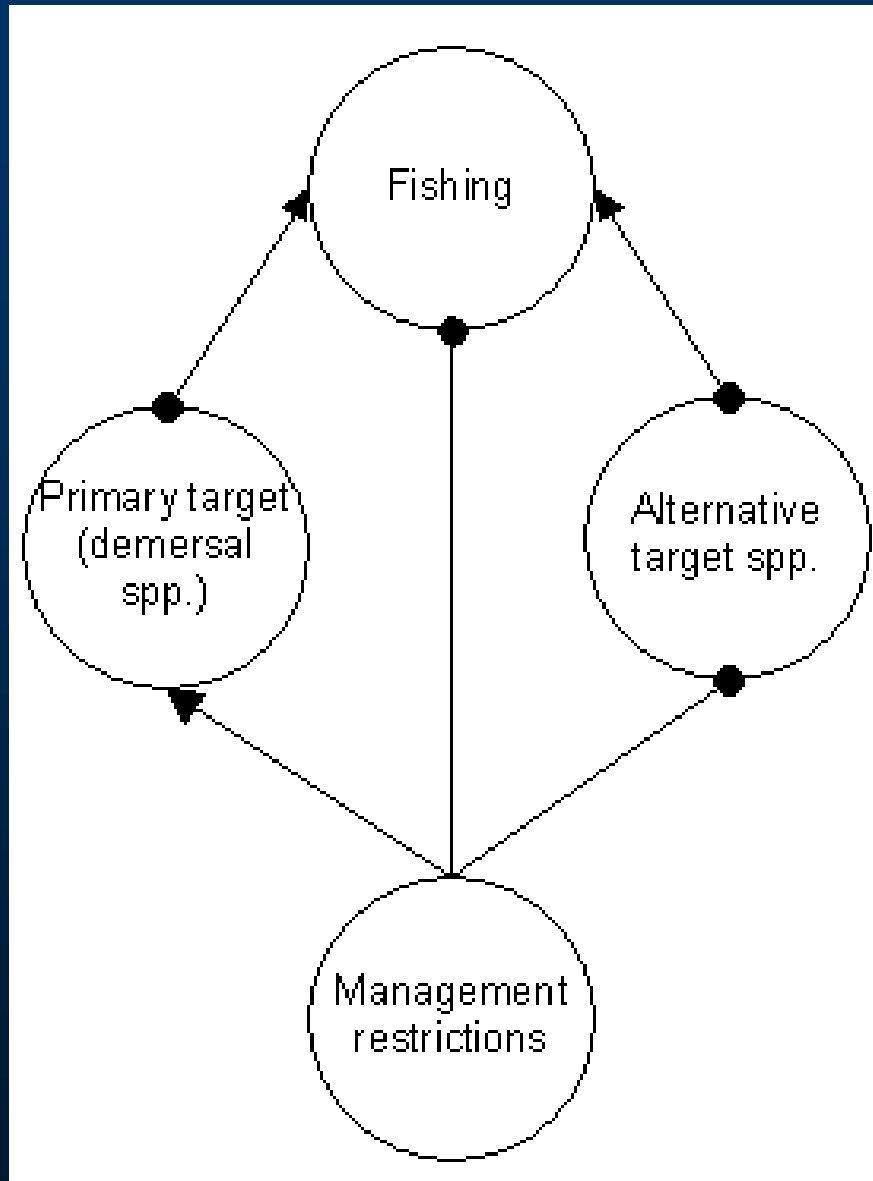 Fishing
Primary target
(demersal
spp.)
Alternative
target spp.
Management
restrictions